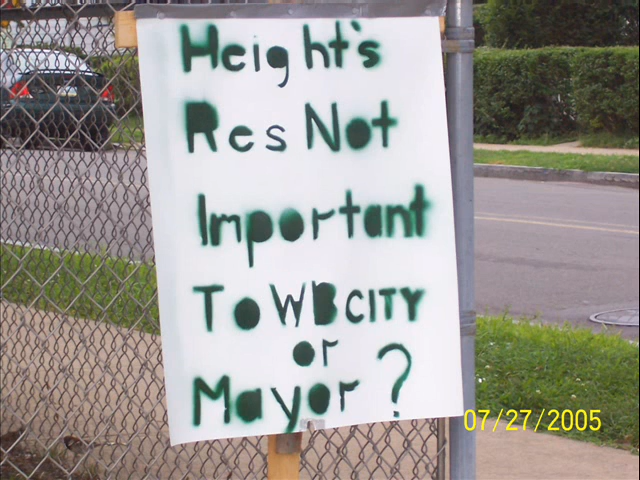 Height's
Res Not
Important
To WB CITY
or
Mayor ?
07/27/2005